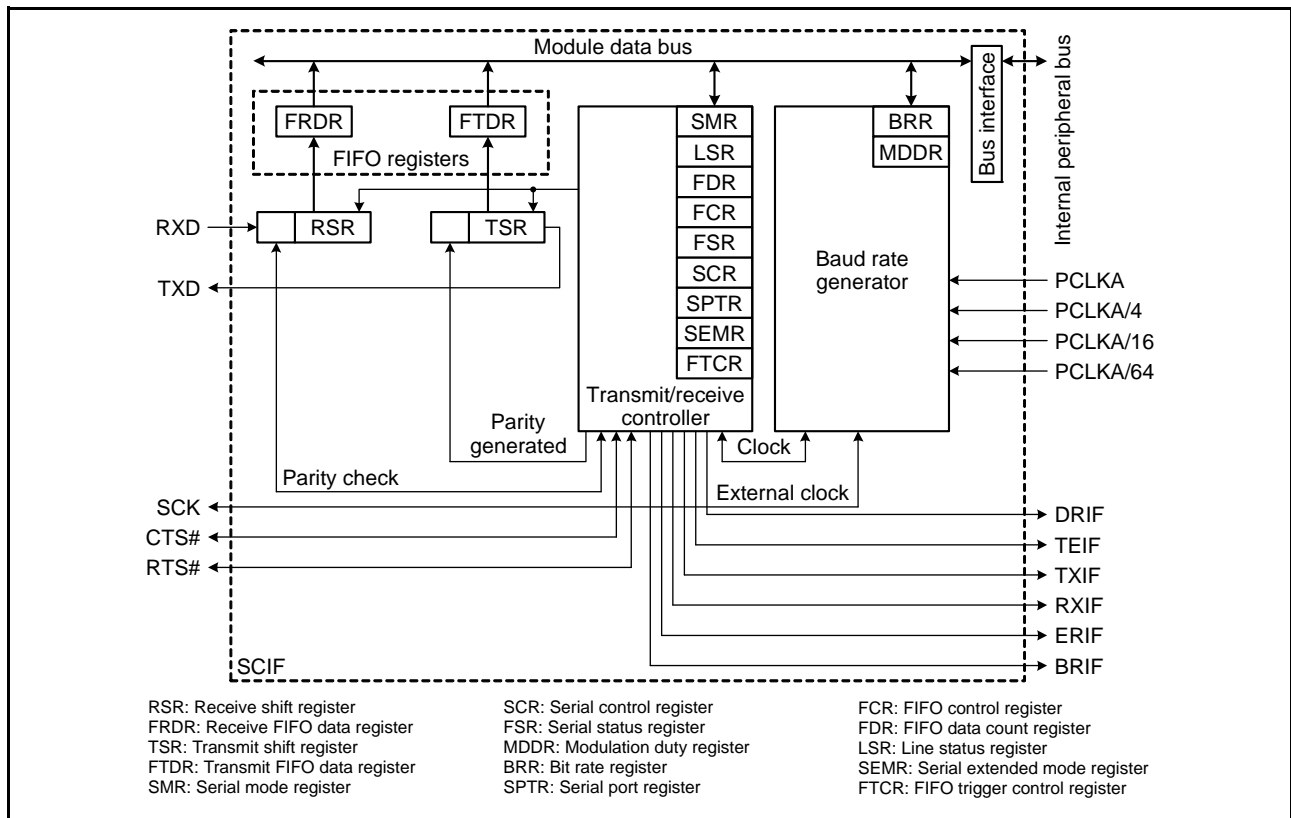 Module data bus
Bus interface
Internal peripheral bus
FRDR
FTDR
FIFO registers
SMR
LSR
FDR
FCR
FSR
SCR
SPTR
SEMR
FTCR
Transmit/receive
controller
BRR
MDDR
Baud rate
generator
RXD
RSR
TSR
TXD
PCLKA
PCLKA/4
PCLKA/16
PCLKA/64
Parity
generated
Clock
Parity check
External clock
SCK
CTS#
RTS#
DRIF
TEIF
TXIF
RXIF
ERIF
BRIF
SCIF
RSR: Receive shift register
FRDR: Receive FIFO data register
TSR: Transmit shift register
FTDR: Transmit FIFO data register
SMR: Serial mode register
SCR: Serial control register
FSR: Serial status register
MDDR: Modulation duty register
BRR: Bit rate register
SPTR: Serial port register
FCR: FIFO control register
FDR: FIFO data count register
LSR: Line status register
SEMR: Serial extended mode register
FTCR: FIFO trigger control register